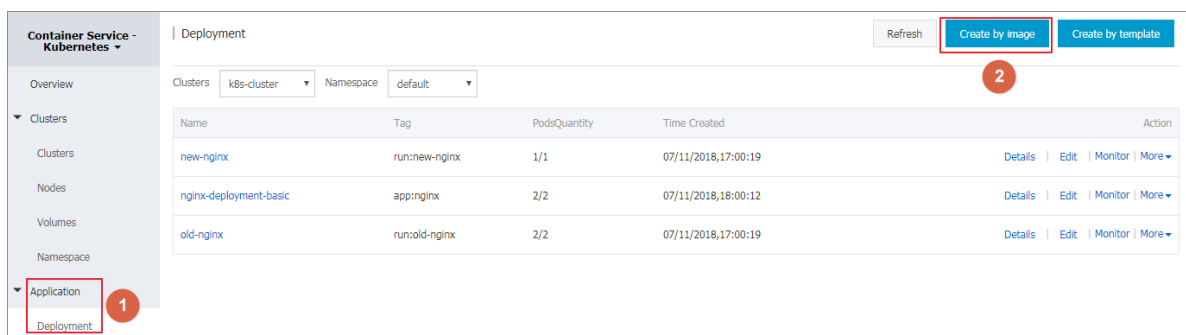 Container Service -
Kubernetes
Deployment
Refresh
Create by image
Create by template
2
Overview
Clusters k8s-cluster Namespace default
Clusters
Name Tag PodsQuantity Time Created Action
Clusters
new-nginx run:new-nginx 1/1 07/11/2018,17:00:19 Details | Edit | Monitor | More
Nodes
nginx-deployment-basic app:nginx 2/2 07/11/2018,18:00:12 Details | Edit | Monitor | More
Volumes
old-nginx run:old-nginx 2/2 07/11/2018,17:00:19 Details | Edit | Monitor | More
Namespace
Application
1
Deployment